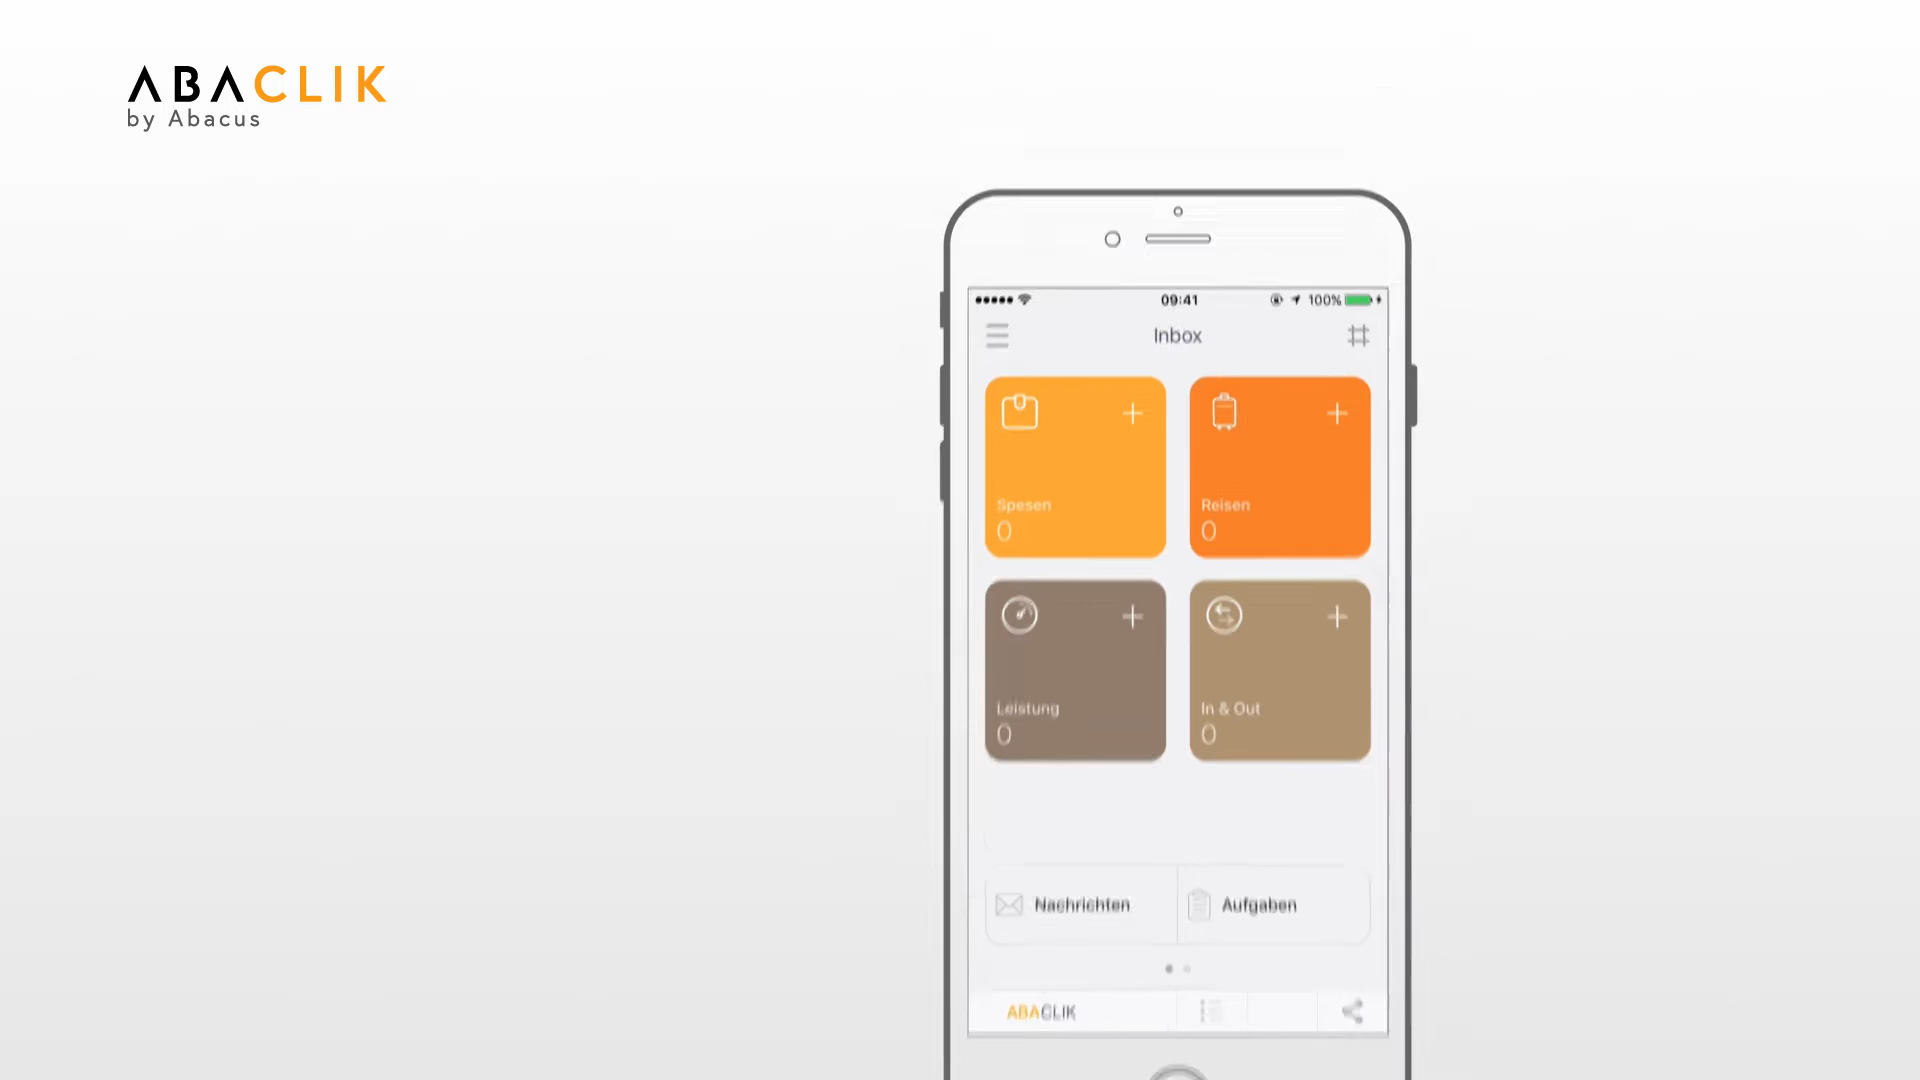 ABACLIK
by Abacus
09:41
100%
Inbox
Spesen
0
Reisen
0
Leistung
0
In & Out
0
Nachrichten
Aufgaben
ABACLIK